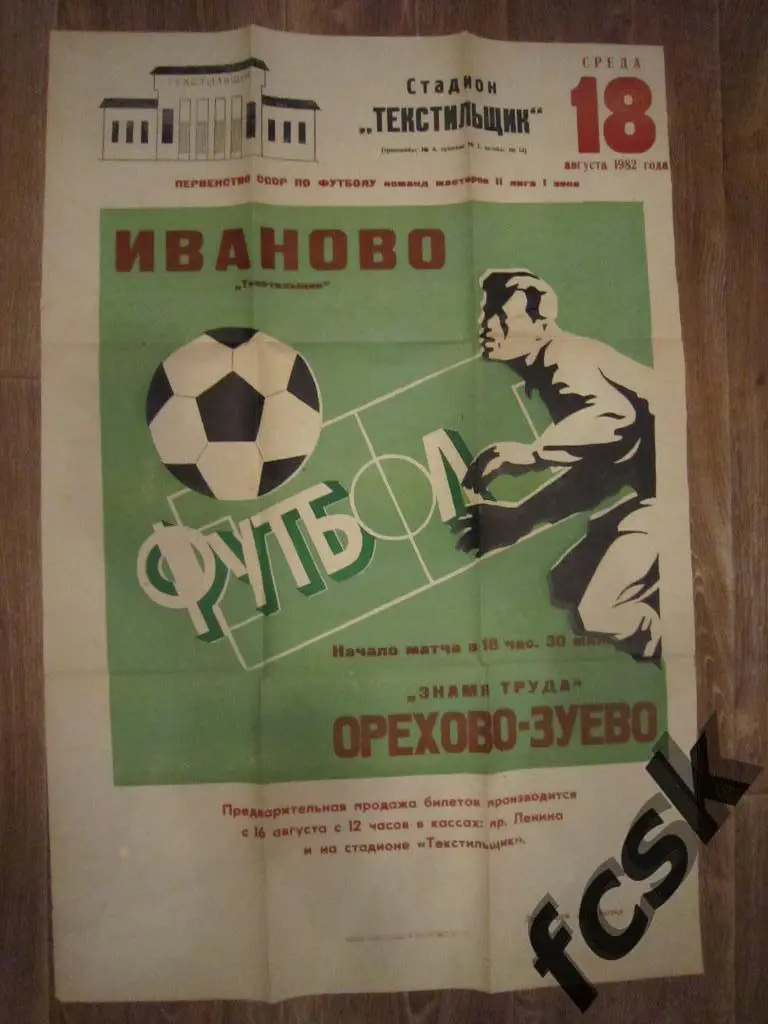 ТЕКСТИЛЬЩИК
Стадион
„ТЕКСТИЛЬЩИК“
СРЕДА
18
августа 1982 года
ПЕРВЕНСТВО СССР ПО ФУТБОЛУ команд мастеров II лига I зона
ИВАНОВО
„Текстильщик“
ФУТБОЛ
Начало матча в 18 час. 30 мин.
„ЗНАМЯ ТРУДА“
ОРЕХОВО-ЗУЕВО
Предварительная продажа билетов производится
с 16 августа с 12 часов в кассах: пр. Ленина
и на стадионе «Текстильщик».
fcsk